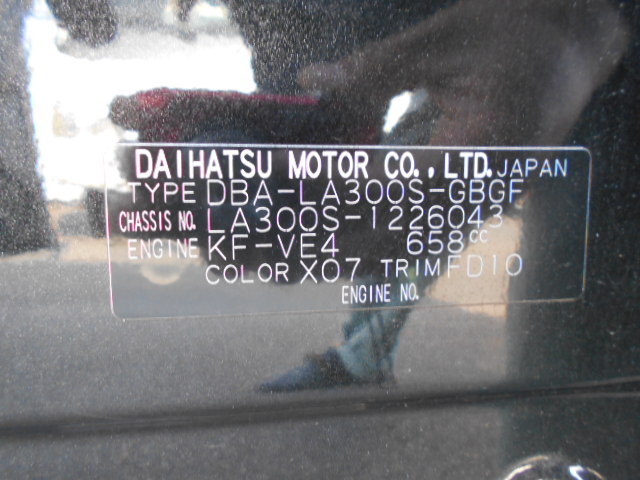 DAIHATSU MOTOR CO., LTD. JAPAN
TYPE DBA-LA300S-GBGF
CHASSIS NO. LA300S-1226043
ENGINE KF-VE4 658CC
COLOR X07 TRIM FD10
ENGINE NO.